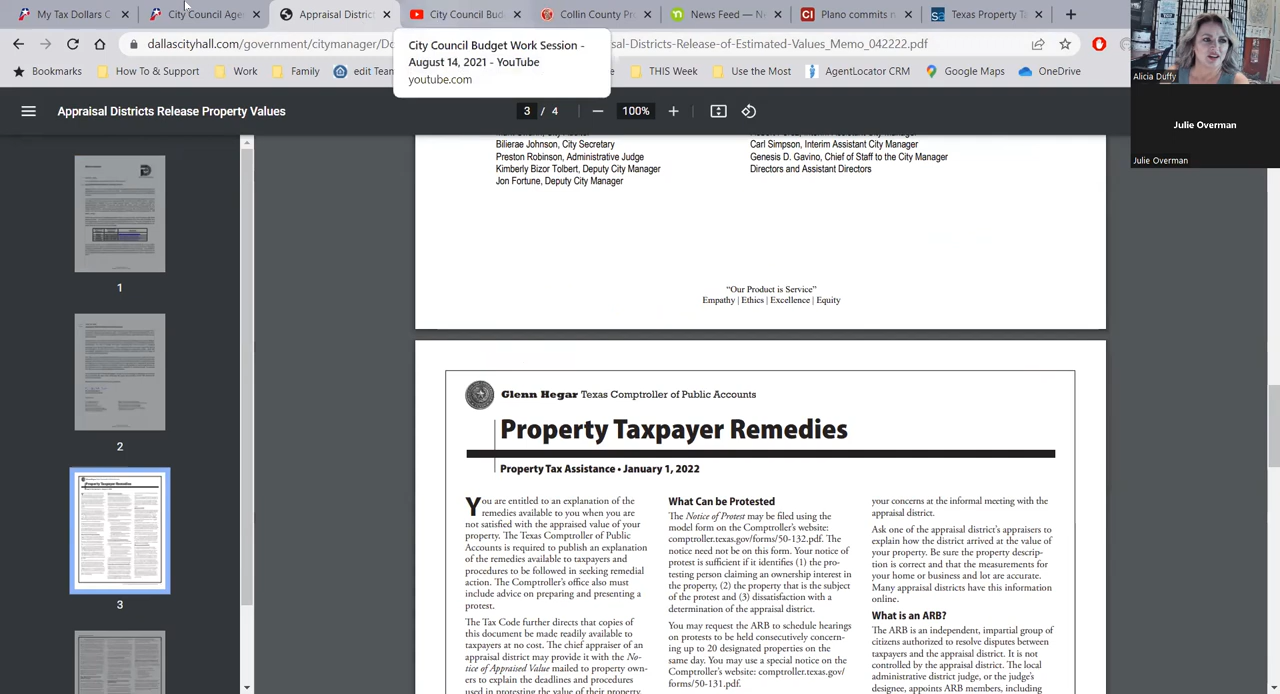 My Tax Dollars C
City Council Age
Appraisal Distric
City Council Bud
Collin County Pr
News Feed — Ne
Plano commits n
Texas Property T
dallascityhall.com/government/citymanager/Do
al-Districts-Release-of-Estimated-Values_Memo_042222.pdf
City Council Budget Work Session -
August 14, 2021 - YouTube
youtube.com
Bookmarks
How To & Support
Work
Family
edit Team
THIS Week
Use the Most
AgentLocator CRM
Google Maps
OneDrive
Appraisal Districts Release Property Values
3 / 4
100%
Alicia Duffy
Julie Overman
Julie Overman
1
2
3
Bilierae Johnson, City Secretary
Preston Robinson, Administrative Judge
Kimberly Bizor Tolbert, Deputy City Manager
Jon Fortune, Deputy City Manager
Carl Simpson, Interim Assistant City Manager
Genesis D. Gavino, Chief of Staff to the City Manager
Directors and Assistant Directors
“Our Product is Service”
Empathy | Ethics | Excellence | Equity
Glenn Hegar Texas Comptroller of Public Accounts
Property Taxpayer Remedies
Property Tax Assistance • January 1, 2022
You are entitled to an explanation of the
remedies available to you when you are
not satisfied with the appraised value of your
property. The Texas Comptroller of Public
Accounts is required to publish an explanation
of the remedies available to taxpayers and
procedures to be followed in seeking remedial
action. The Comptroller's office also must
include advice on preparing and presenting a
protest.
The Tax Code further directs that copies of
this document be made readily available to
taxpayers at no cost. The chief appraiser of an
appraisal district may provide it with the No-
tice of Appraised Value mailed to property own-
ers to explain the deadlines and procedures
used in protesting the value of their property.
What Can be Protested
The Notice of Protest may be filed using the
model form on the Comptroller's website:
comptroller.texas.gov/forms/50-132.pdf. The
notice need not be on this form. Your notice of
protest is sufficient if it identifies (1) the pro-
testing person claiming an ownership interest in
the property, (2) the property that is the subject
of the protest and (3) dissatisfaction with a
determination of the appraisal district.
You may request the ARB to schedule hearings
on protests to be held consecutively concern-
ing up to 20 designated properties on the
same day. You may use a special notice on the
Comptroller's website: comptroller.texas.gov/
forms/50-131.pdf.
your concerns at the informal meeting with the
appraisal district.
Ask one of the appraisal district's appraisers to
explain how the district arrived at the value of
your property. Be sure the property descrip-
tion is correct and that the measurements for
your home or business and lot are accurate.
Many appraisal districts have this information
online.
What is an ARB?
The ARB is an independent, impartial group of
citizens authorized to resolve disputes between
taxpayers and the appraisal district. It is not
controlled by the appraisal district. The local
administrative district judge, or the judge's
designee, appoints ARB members, including